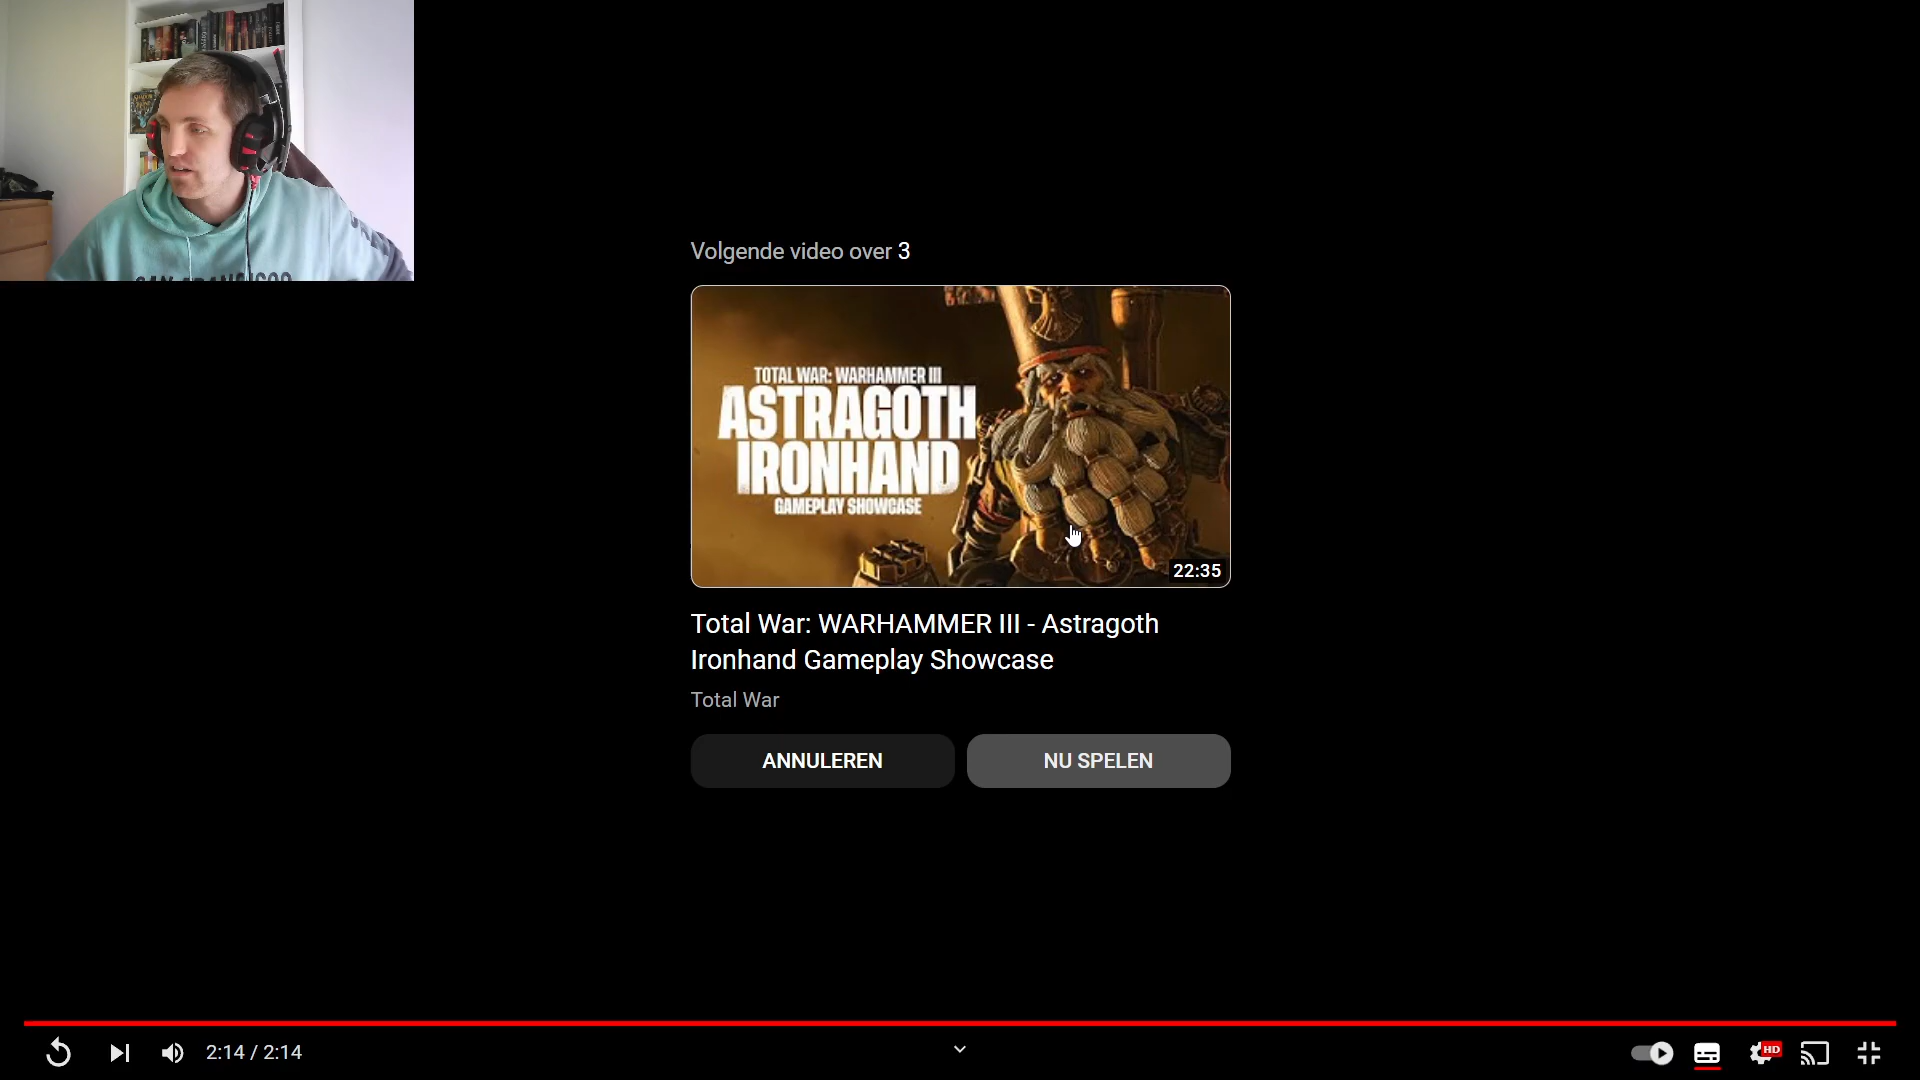 Volgende video over 3
TOTAL WAR: WARHAMMER III
ASTRAGOTH
IRONHAND
GAMEPLAY SHOWCASE
22:35
Total War: WARHAMMER III - Astragoth
Ironhand Gameplay Showcase
Total War
ANNULEREN
NU SPELEN
2:14 / 2:14
HD